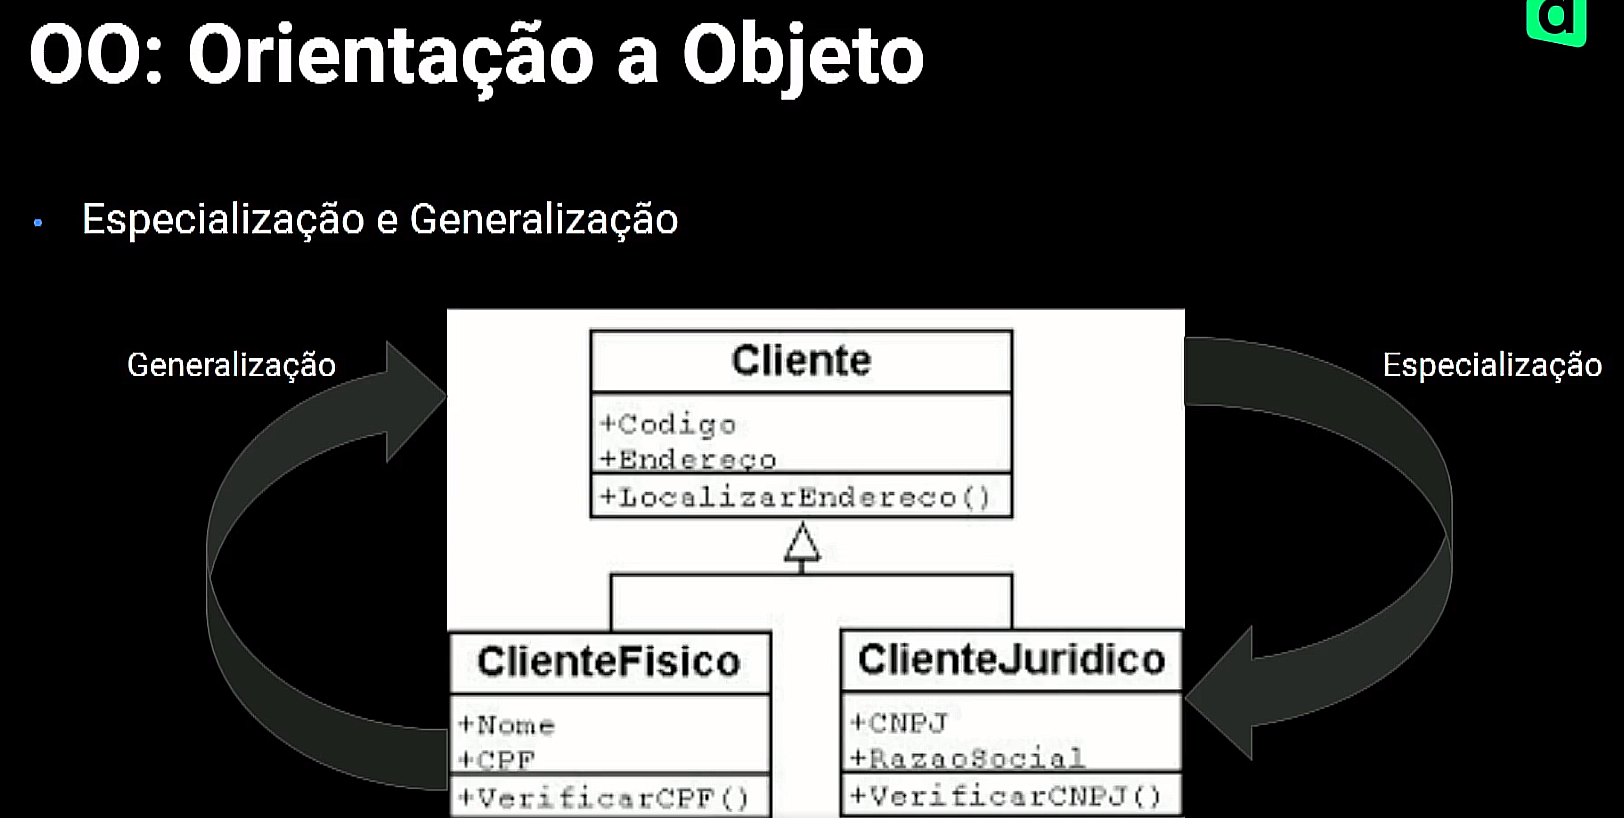 OO: Orientação a Objeto
d
• Especialização e Generalização
Generalização
Especialização
Cliente
+Codigo
+Endereço
+LocalizarEndereco()
ClienteFisico
+Nome
+CPF
+VerificarCPF()
ClienteJuridico
+CNPJ
+RazaoSocial
+VerificarCNPJ()